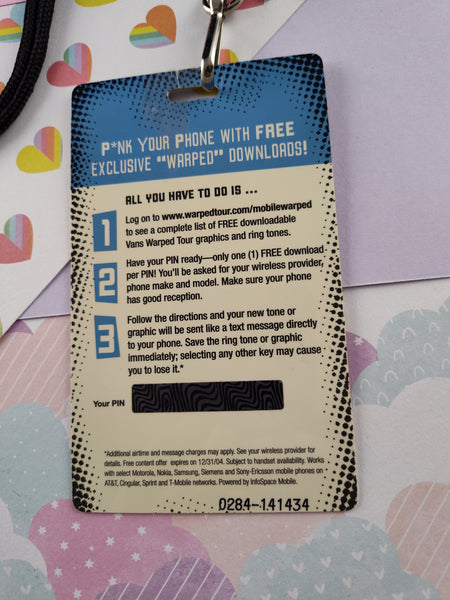 P*NK YOUR PHONE WITH FREE
EXCLUSIVE "WARPED" DOWNLOADS!
ALL YOU HAVE TO DO IS ...
1
Log on to www.warpedtour.com/mobilewarped
to see a complete list of FREE downloadable
Vans Warped Tour graphics and ring tones.
2
Have your PIN ready—only one (1) FREE download
per PIN! You'll be asked for your wireless provider,
phone make and model. Make sure your phone
has good reception.
3
Follow the directions and your new tone or
graphic will be sent like a text message directly
to your phone. Save the ring tone or graphic
immediately; selecting any other key may cause
you to lose it.*
Your PIN
*Additional airtime and message charges may apply. See your wireless provider for
details. Free content offer expires on 12/31/04. Subject to handset availability. Works
with select Motorola, Nokia, Samsung, Siemens and Sony-Ericsson mobile phones on
AT&T, Cingular, Sprint and T-Mobile networks. Powered by InfoSpace Mobile.
0284-141434